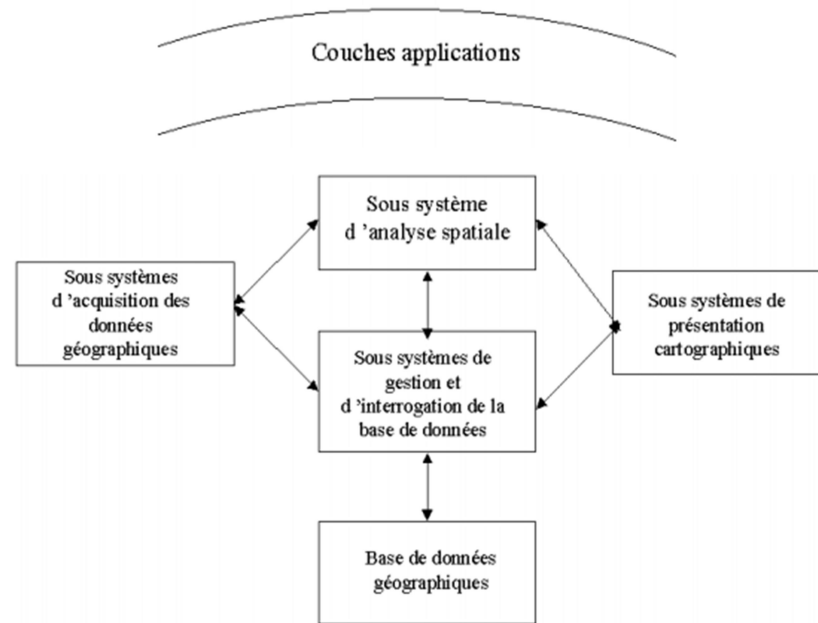 Couches applications
Sous système
d 'analyse spatiale
Sous systèmes
d 'acquisition des
données
géographiques
Sous systèmes de
présentation
cartographiques
Sous systèmes de
gestion et
d 'interrogation de la
base de données
Base de données
géographiques